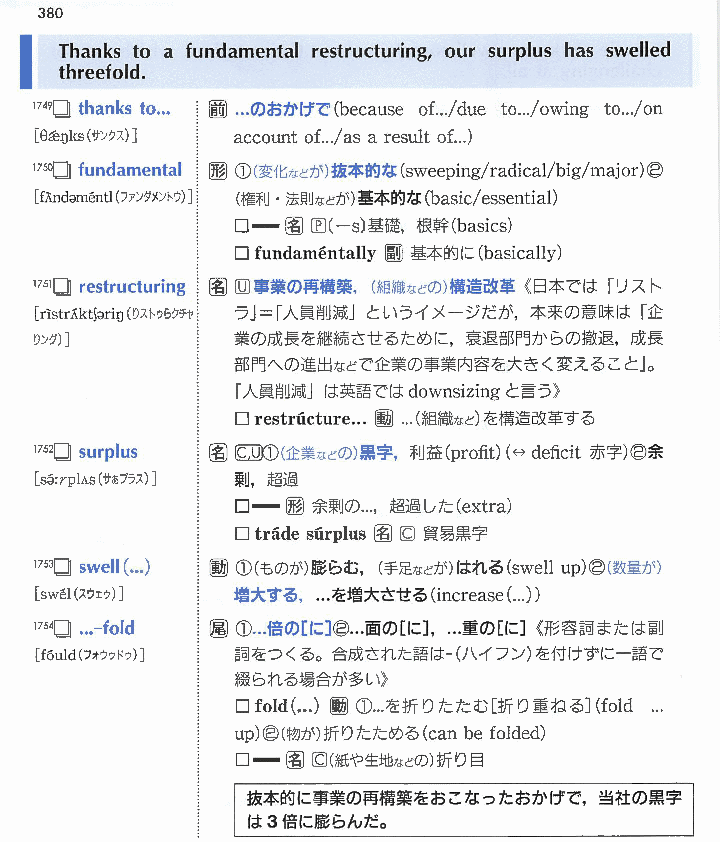 380
Thanks to a fundamental restructuring, our surplus has swelled
threefold.
1749□ thanks to...
[θǽŋks(サンクス)]
前 …のおかげで(because of.../due to.../owing to.../on
account of.../as a result of...)
1750□ fundamental
[fʌ̀ndəméntl(ファンダメントウ)]
形 ①(変化などが)抜本的な(sweeping/radical/big/major)②
(権利・法則などが)基本的な(basic/essential)
□━ 名 P(―s)基礎，根幹(basics)
□ fundaméntally 副 基本的に(basically)
1751□ restructuring
[rìstrʌ́ktʃəriŋ(リストゥらクチャ
りング)]
名 U事業の再構築，(組織などの)構造改革《日本では「リスト
ラ」=「人員削減」というイメージだが，本来の意味は「企
業の成長を継続させるために，衰退部門からの撤退，成長
部門への進出などで企業の事業内容を大きく変えること」。
「人員削減」は英語ではdownsizingと言う》
□ restrúcture... 動 …(組織など)を構造改革する
1752□ surplus
[sə́ːrplʌs(サぁプラス)]
名 C,U①(企業などの)黒字，利益(profit)(↔ deficit 赤字)②余
剰，超過
□━ 形 余剰の…，超過した(extra)
□ tráde súrplus 名 C 貿易黒字
1753□ swell(...)
[swél(スウェゥ)]
動 ①(ものが)膨らむ，(手足などが)はれる(swell up)②(数量が)
増大する，…を増大させる(increase(...))
1754□ ...-fold
[fóuld(フォウゥドゥ)]
尾 ①…倍の[に]②…面の[に]，…重の[に]《形容詞または副
詞をつくる。合成された語は-(ハイフン)を付けずに一語で
綴られる場合が多い》
□ fold(...) 動 ①…を折りたたむ[折り重ねる](fold ...
up)②(物が)折りたためる(can be folded)
□━ 名 C(紙や生地などの)折り目
抜本的に事業の再構築をおこなったおかげで，当社の黒字
は3倍に膨らんだ。